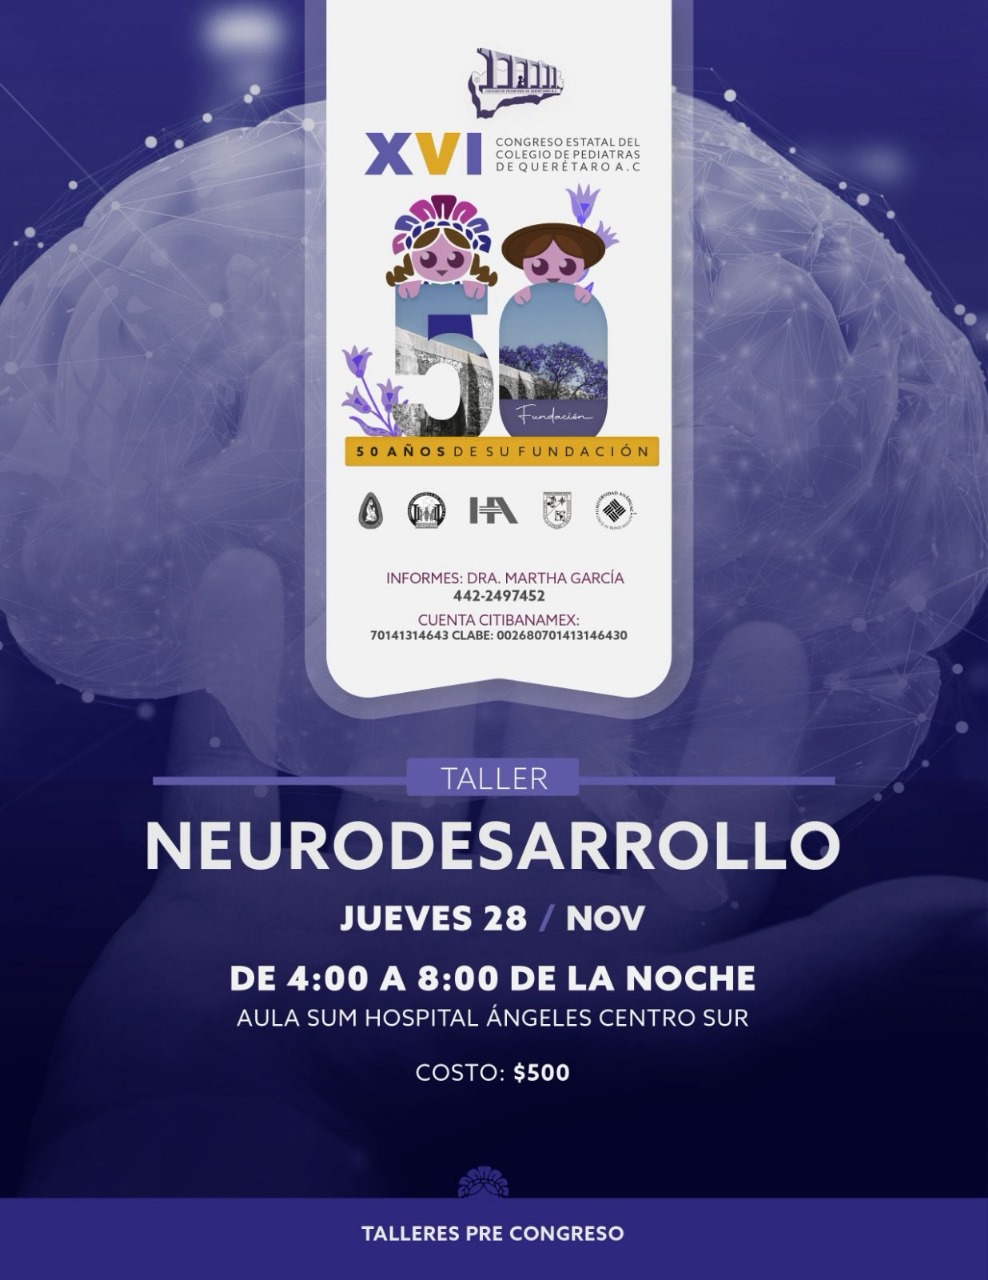 XVI
CONGRESO ESTATAL DEL
COLEGIO DE PEDIATRAS
DE QUERÉTARO A.C
50
Fundación
50 AÑOS DE SU FUNDACIÓN
INFORMES: DRA. MARTHA GARCÍA
442-2497452
CUENTA CITIBANAMEX:
70141314643 CLABE: 002680701413146430
TALLER
NEURODESARROLLO
JUEVES 28 / NOV
DE 4:00 A 8:00 DE LA NOCHE
AULA SUM HOSPITAL ÁNGELES CENTRO SUR
COSTO: $500
TALLERES PRE CONGRESO